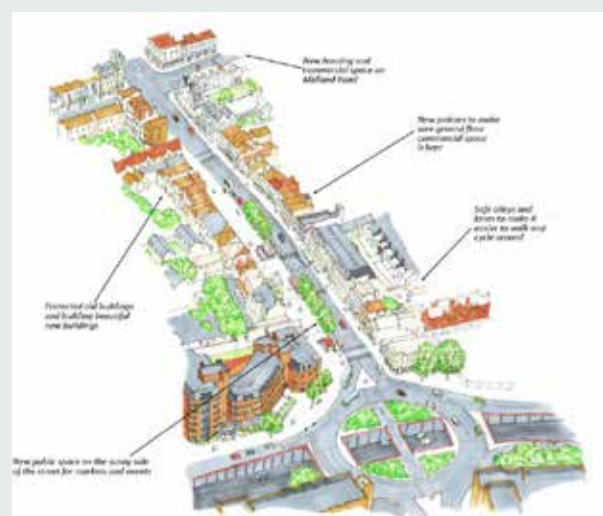 New housing and
commercial space on
Midland Road
New policies to make
sure ground floor
commercial space
is kept
Safe alleys and
lanes to make it
easier to walk and
cycle around
Protected old buildings
and building beautiful
new buildings
New public space on the sunny side
of the street for markets and events